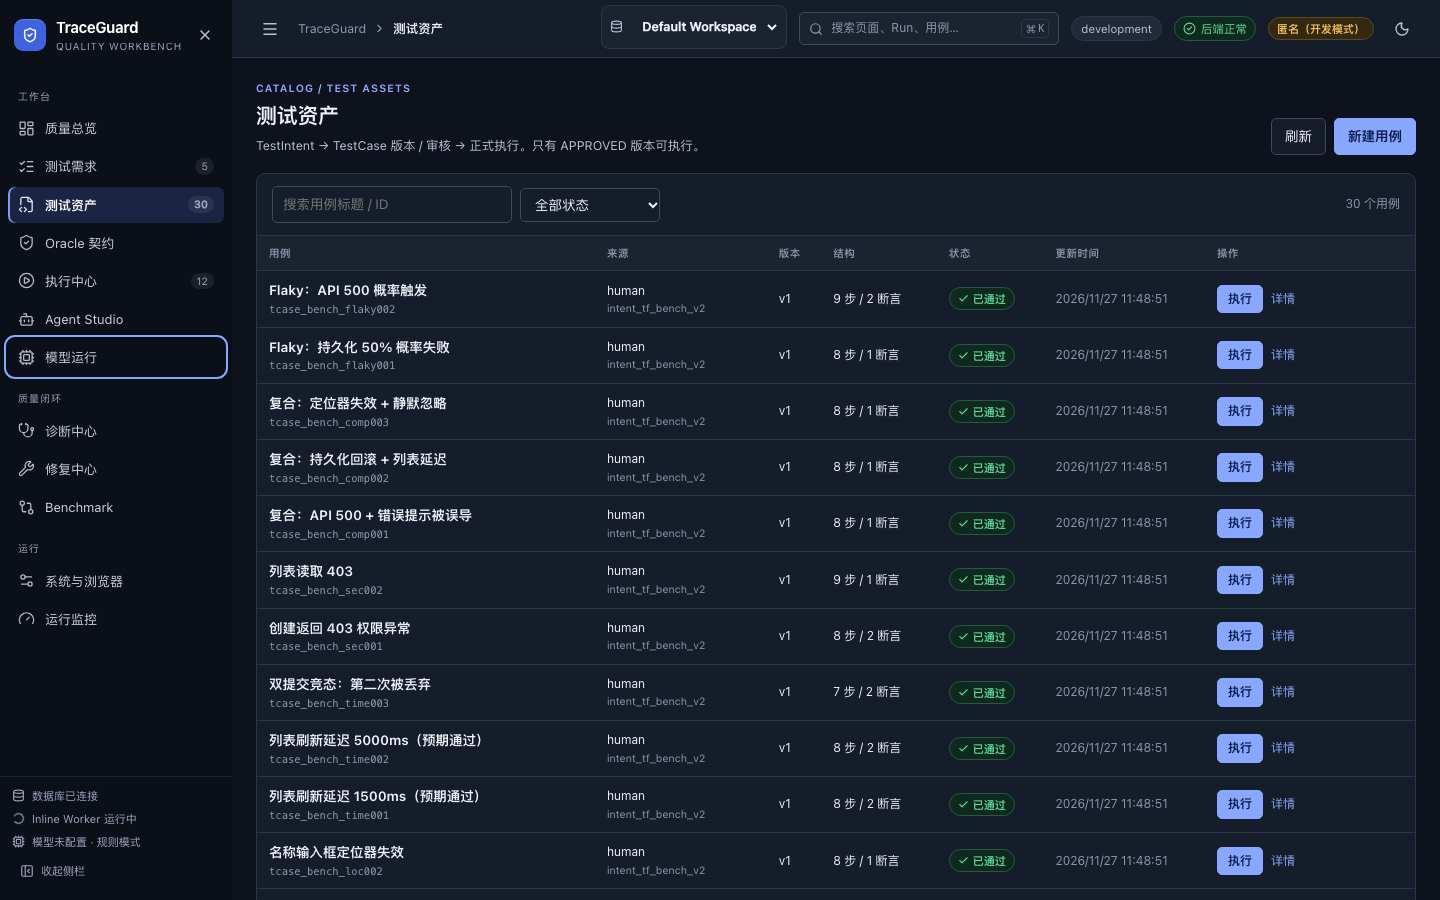 TraceGuard
QUALITY WORKBENCH
工作台
质量总览
测试需求 5
测试资产 30
Oracle 契约
执行中心 12
Agent Studio
模型运行
质量闭环
诊断中心
修复中心
Benchmark
运行
系统与浏览器
运行监控
数据库已连接
Inline Worker 运行中
模型未配置 · 规则模式
收起侧栏
TraceGuard > 测试资产
Default Workspace
搜索页面、Run、用例... ⌘ K
development
后端正常
匿名（开发模式）
CATALOG / TEST ASSETS
测试资产
TestIntent → TestCase 版本 / 审核 → 正式执行。只有 APPROVED 版本可执行。
刷新
新建用例
搜索用例标题 / ID
全部状态
30 个用例
用例 来源 版本 结构 状态 更新时间 操作
Flaky：API 500 概率触发 human v1 9 步 / 2 断言 已通过 2026/11/27 11:48:51 执行 详情
tcase_bench_flaky002 intent_tf_bench_v2
Flaky：持久化 50% 概率失败 human v1 8 步 / 1 断言 已通过 2026/11/27 11:48:51 执行 详情
tcase_bench_flaky001 intent_tf_bench_v2
复合：定位器失效 + 静默忽略 human v1 8 步 / 1 断言 已通过 2026/11/27 11:48:51 执行 详情
tcase_bench_comp003 intent_tf_bench_v2
复合：持久化回滚 + 列表延迟 human v1 8 步 / 1 断言 已通过 2026/11/27 11:48:51 执行 详情
tcase_bench_comp002 intent_tf_bench_v2
复合：API 500 + 错误提示被误导 human v1 8 步 / 1 断言 已通过 2026/11/27 11:48:51 执行 详情
tcase_bench_comp001 intent_tf_bench_v2
列表读取 403 human v1 9 步 / 1 断言 已通过 2026/11/27 11:48:51 执行 详情
tcase_bench_sec002 intent_tf_bench_v2
创建返回 403 权限异常 human v1 8 步 / 2 断言 已通过 2026/11/27 11:48:51 执行 详情
tcase_bench_sec001 intent_tf_bench_v2
双提交竞态：第二次被丢弃 human v1 7 步 / 2 断言 已通过 2026/11/27 11:48:51 执行 详情
tcase_bench_time003 intent_tf_bench_v2
列表刷新延迟 5000ms（预期通过） human v1 8 步 / 2 断言 已通过 2026/11/27 11:48:51 执行 详情
tcase_bench_time002 intent_tf_bench_v2
列表刷新延迟 1500ms（预期通过） human v1 8 步 / 2 断言 已通过 2026/11/27 11:48:51 执行 详情
tcase_bench_time001 intent_tf_bench_v2
名称输入框定位器失效 human v1 8 步 / 1 断言 已通过 2026/11/27 11:48:51 执行 详情
tcase_bench_loc002 intent_tf_bench_v2